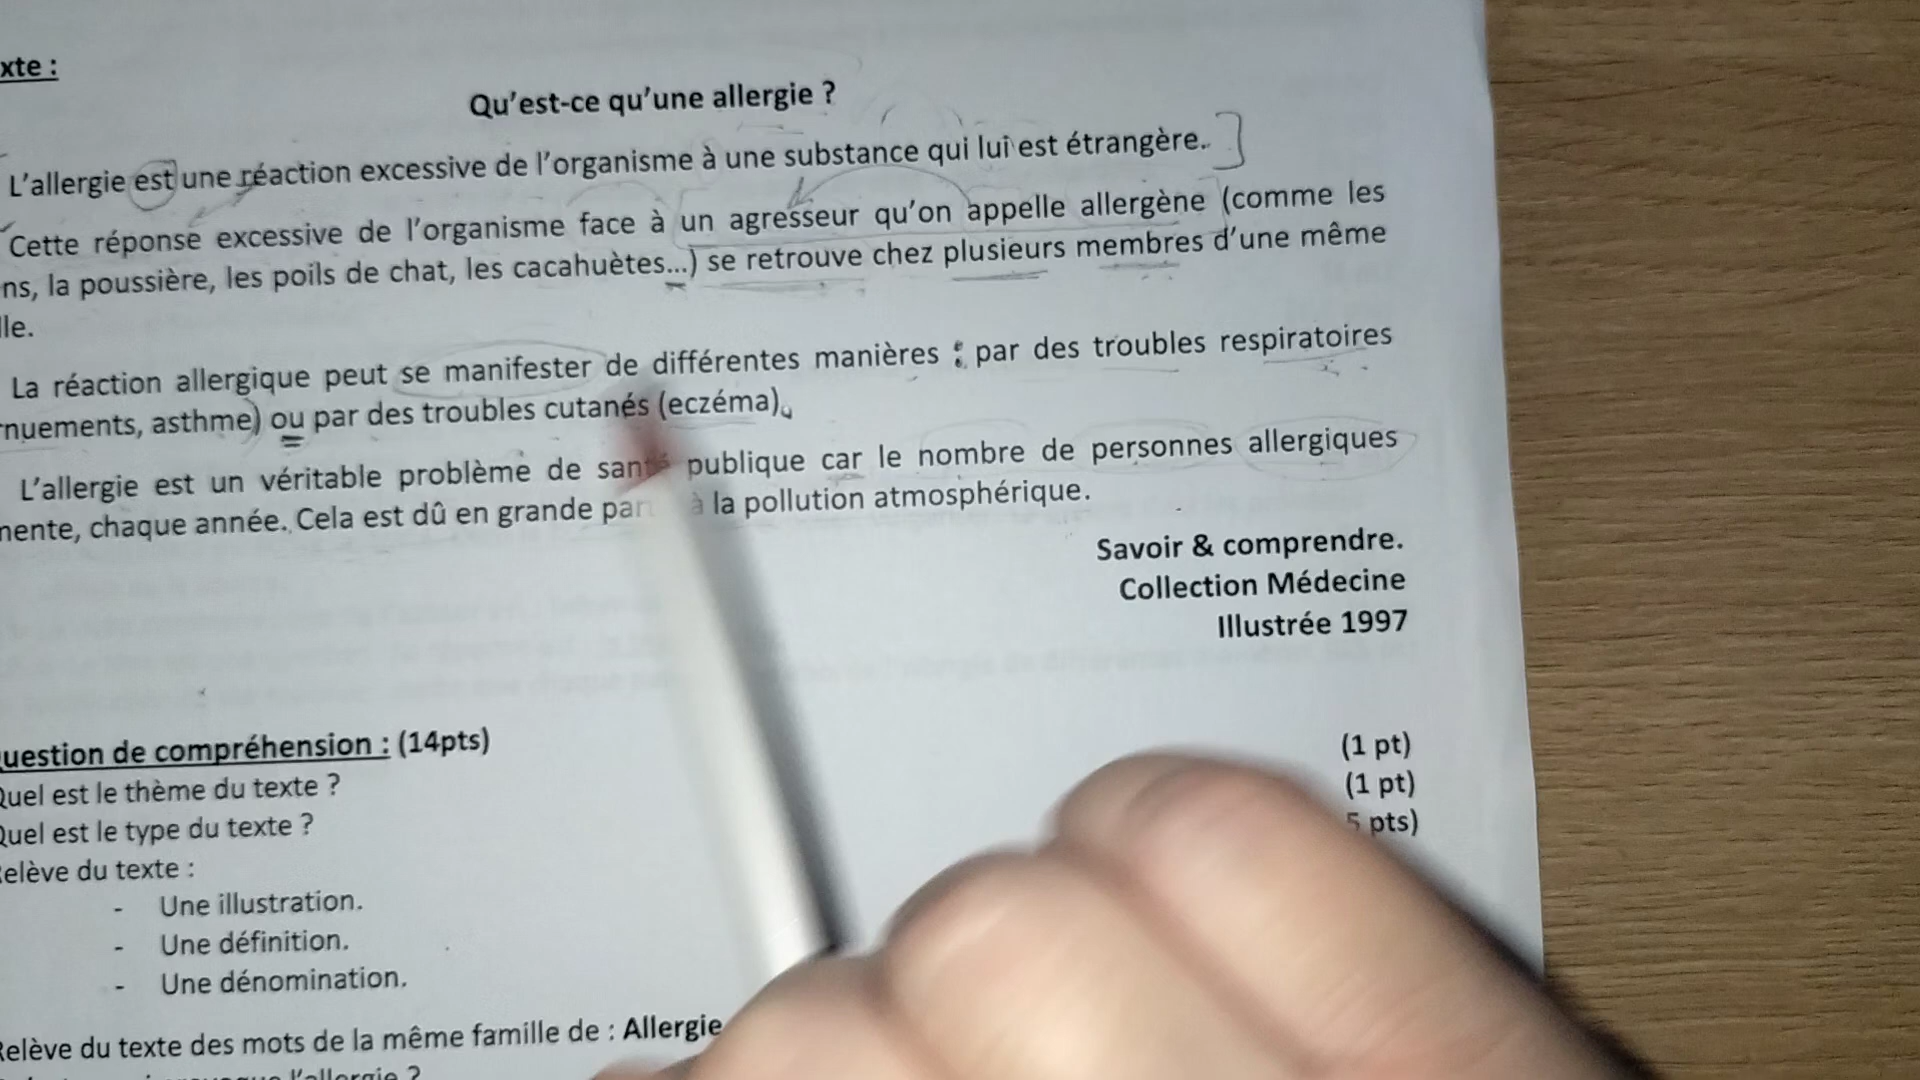 xte :
Qu'est-ce qu'une allergie ?
L'allergie est une réaction excessive de l'organisme à une substance qui lui est étrangère.
Cette réponse excessive de l'organisme face à un agresseur qu'on appelle allergène (comme les
ns, la poussière, les poils de chat, les cacahuètes...) se retrouve chez plusieurs membres d'une même
lle.
La réaction allergique peut se manifester de différentes manières : par des troubles respiratoires
rnuements, asthme) ou par des troubles cutanés (eczéma).
L'allergie est un véritable problème de santé publique car le nombre de personnes allergiques
mente, chaque année. Cela est dû en grande par à la pollution atmosphérique.
Savoir & comprendre.
Collection Médecine
Illustrée 1997
uestion de compréhension : (14pts)
Quel est le thème du texte ? (1 pt)
Quel est le type du texte ? (1 pt)
elève du texte : 5 pts)
- Une illustration.
- Une définition.
- Une dénomination.
Relève du texte des mots de la même famille de : Allergie
l'allergie ?